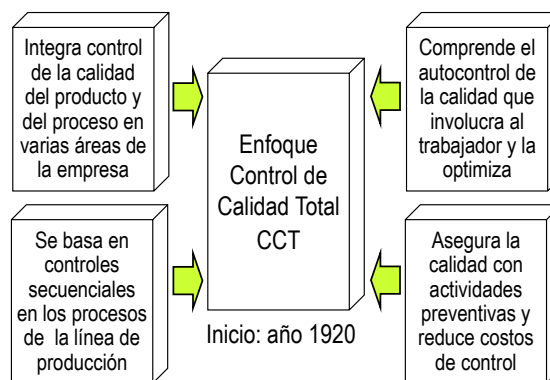 Integra control
de la calidad
del producto y
del proceso en
varias áreas de
la empresa
Se basa en
controles
secuenciales
en los procesos
de la línea de
producción
Enfoque
Control de
Calidad Total
CCT
Inicio: año 1920
Comprende el
autocontrol de
la calidad que
involucra al
trabajador y la
optimiza
Asegura la
calidad con
actividades
preventivas y
reduce costos
de control